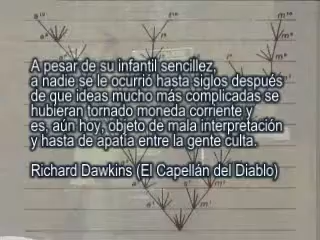 A pesar de su infantil sencillez,
a nadie se le ocurrió hasta siglos después
de que ideas mucho más complicadas se
hubieran tornado moneda corriente y
es, aún hoy, objeto de mala interpretación
y hasta de apatía entre la gente culta.
Richard Dawkins (El Capellán del Diablo)